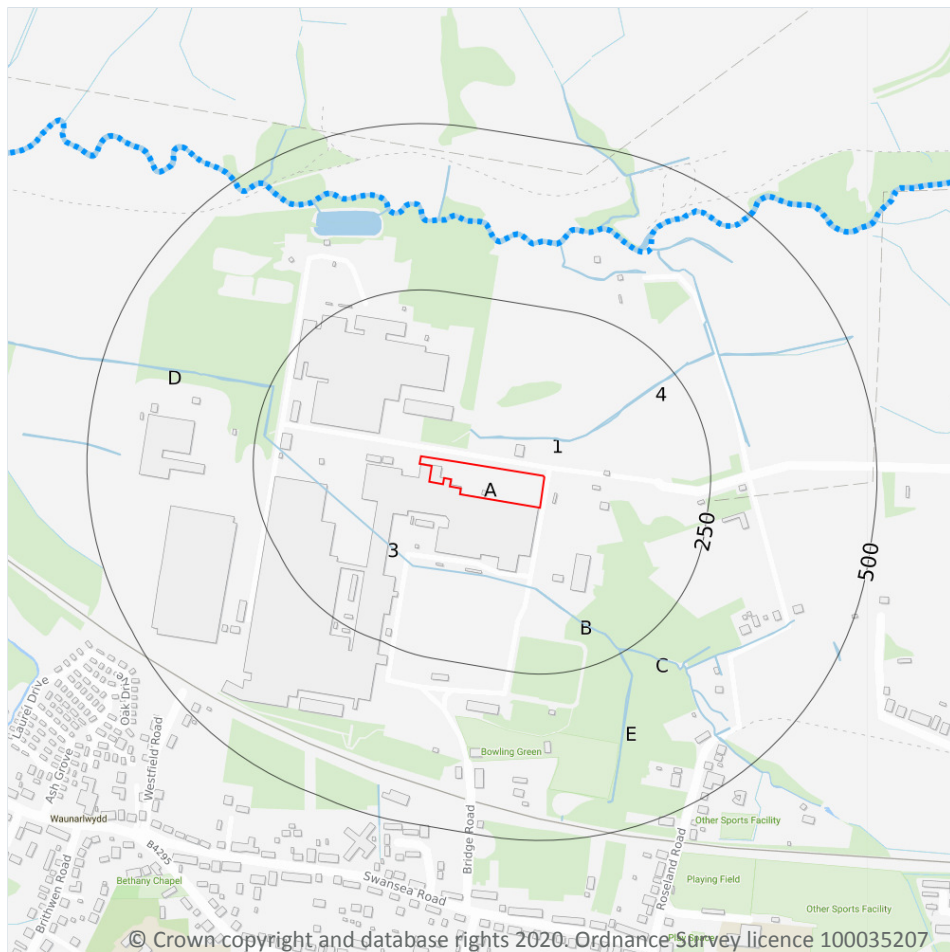 D
4
1
A
250
500
3
B
C
E
Laurel Drive
Oak Drive
Ash Grove
Westfield Road
Bowling Green
Waunarlwydd
B4295
Bridge Road
Roseland Road
Other Sports Facility
Brithwen Road
Bethany Chapel
Swansea Road
Playing Field
Other Sports Facility
Play Space
© Crown copyright and database rights 2020. Ordnance Survey licence 100035207